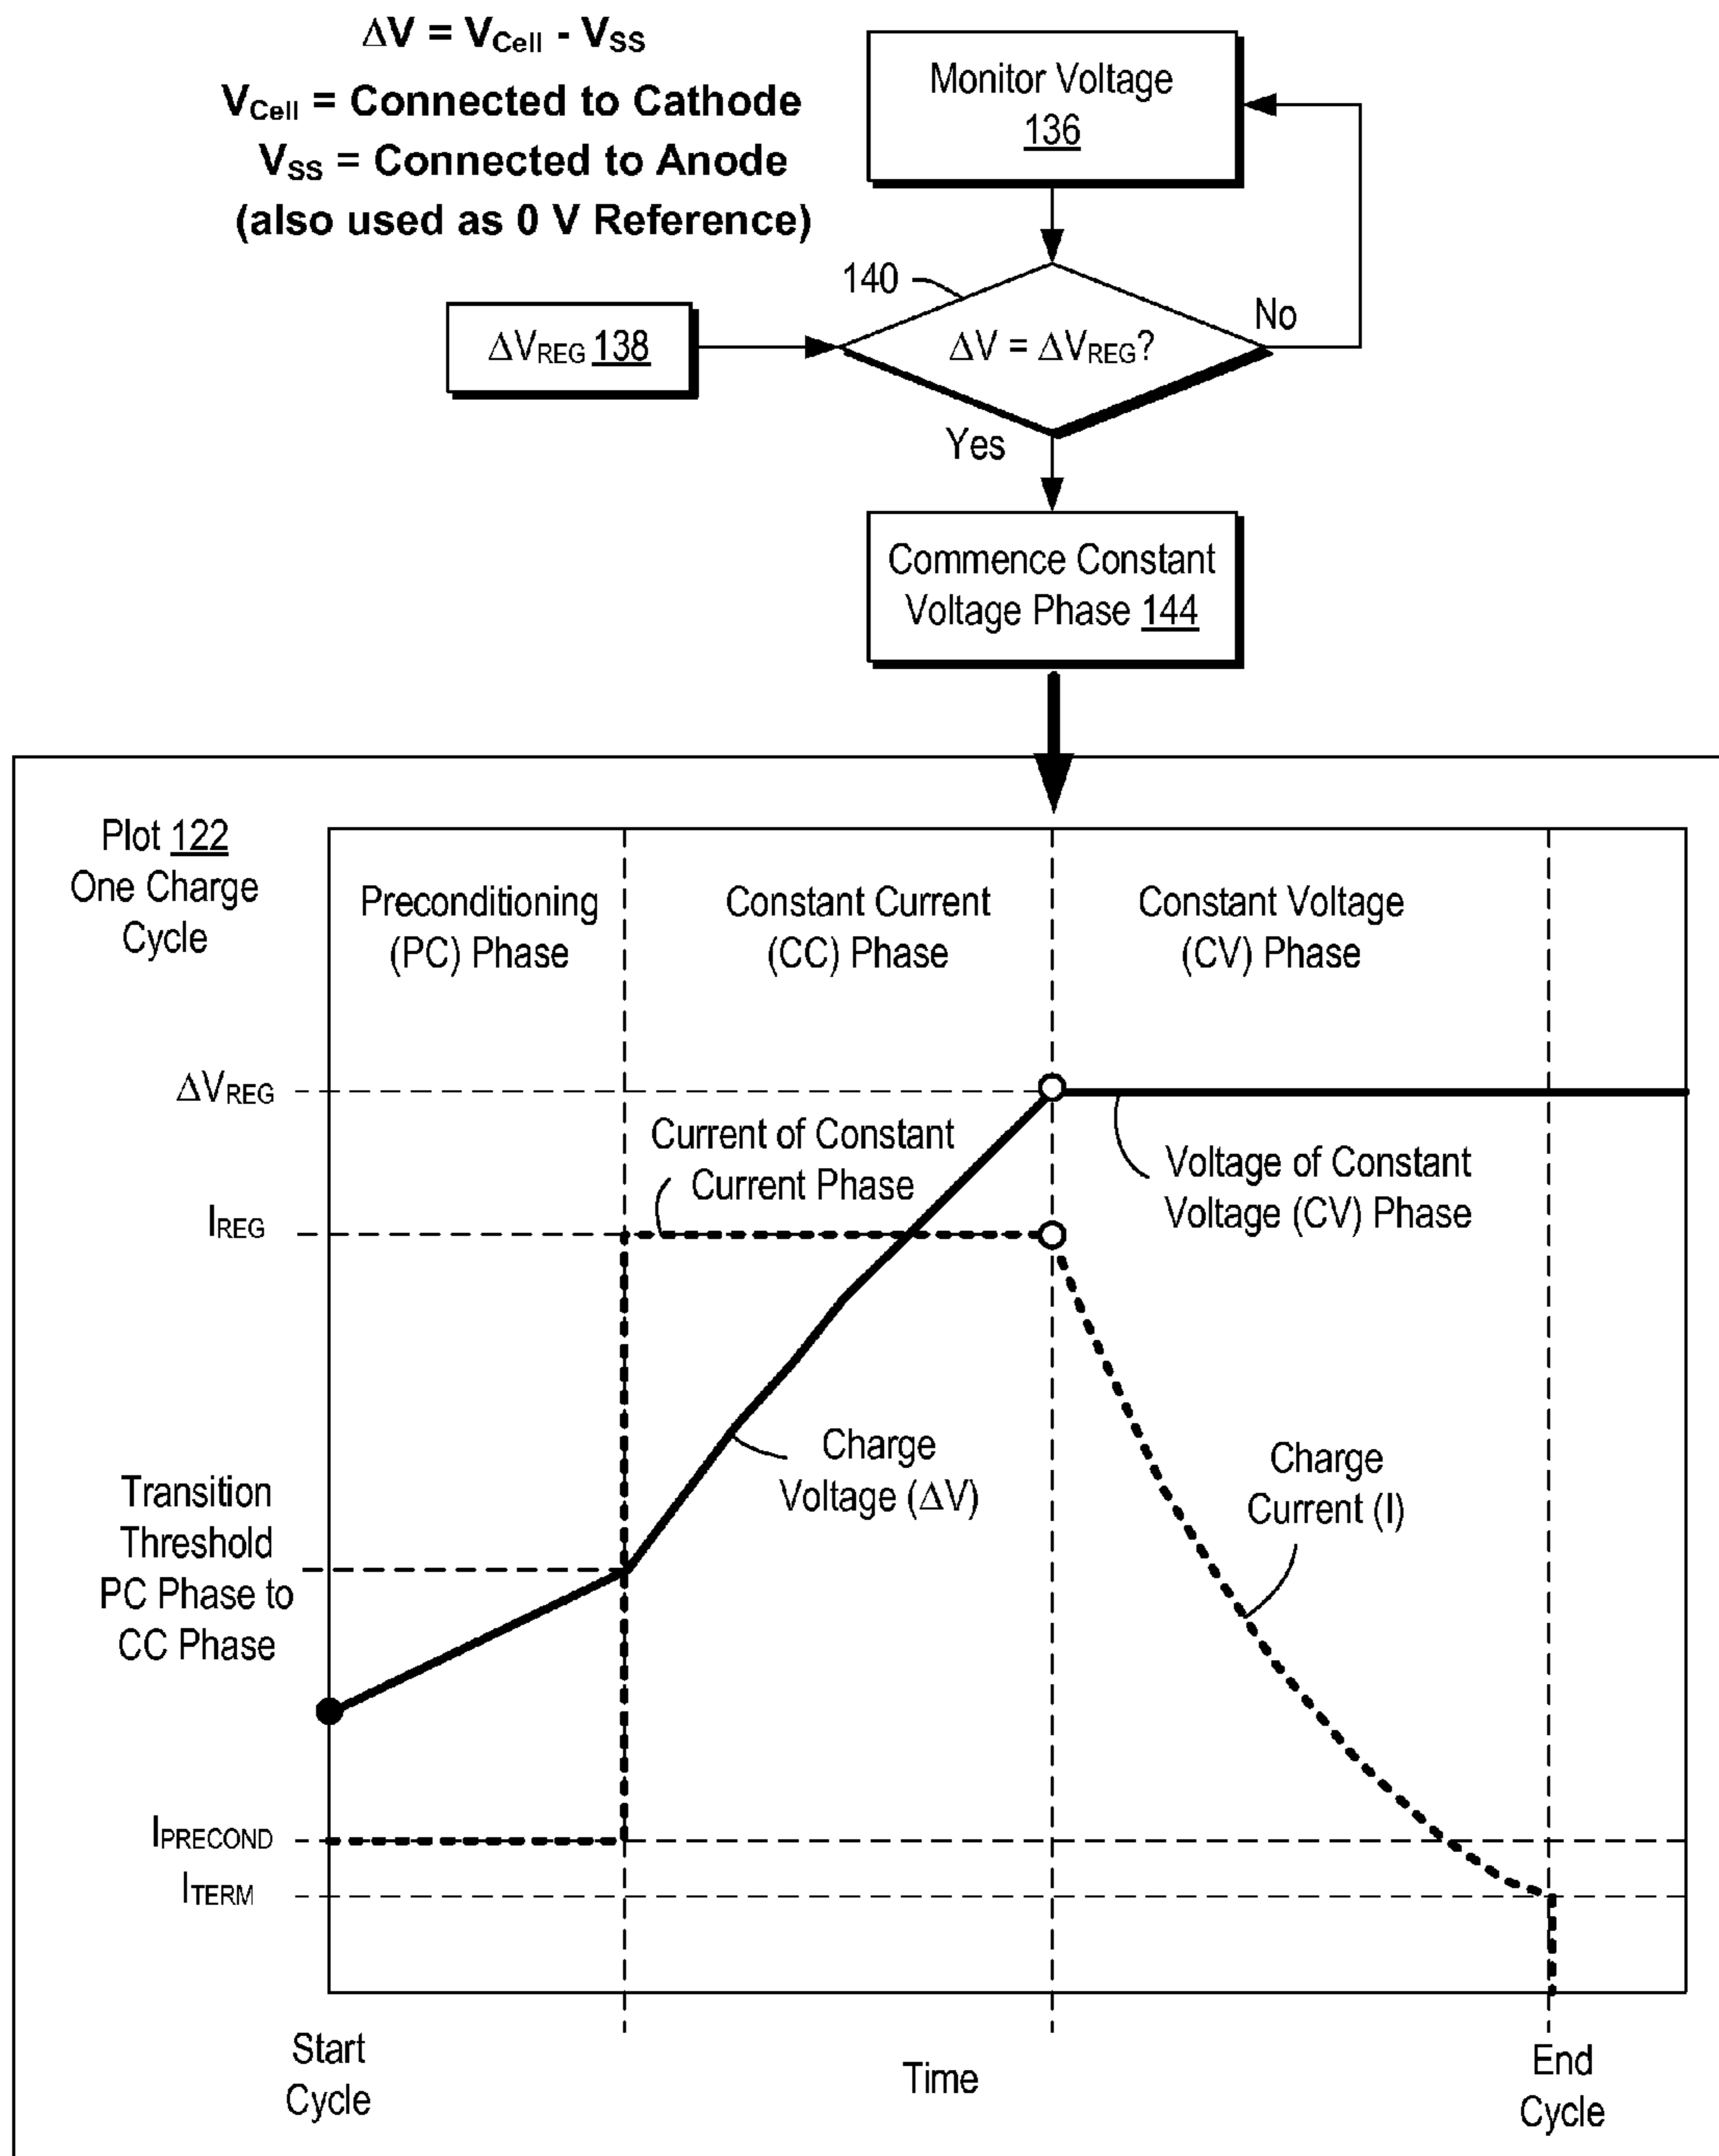 ΔV = VCell - VSS
VCell = Connected to Cathode
VSS = Connected to Anode
(also used as 0 V Reference)
Monitor Voltage
136
140
ΔVREG 138
ΔV = ΔVREG?
No
Yes
Commence Constant
Voltage Phase 144
Plot 122
One Charge
Cycle
Preconditioning
(PC) Phase
Constant Current
(CC) Phase
Constant Voltage
(CV) Phase
ΔVREG
Current of Constant
Current Phase
Voltage of Constant
Voltage (CV) Phase
IREG
Charge
Voltage (ΔV)
Charge
Current (I)
Transition
Threshold
PC Phase to
CC Phase
IPRECOND
ITERM
Start
Cycle
Time
End
Cycle